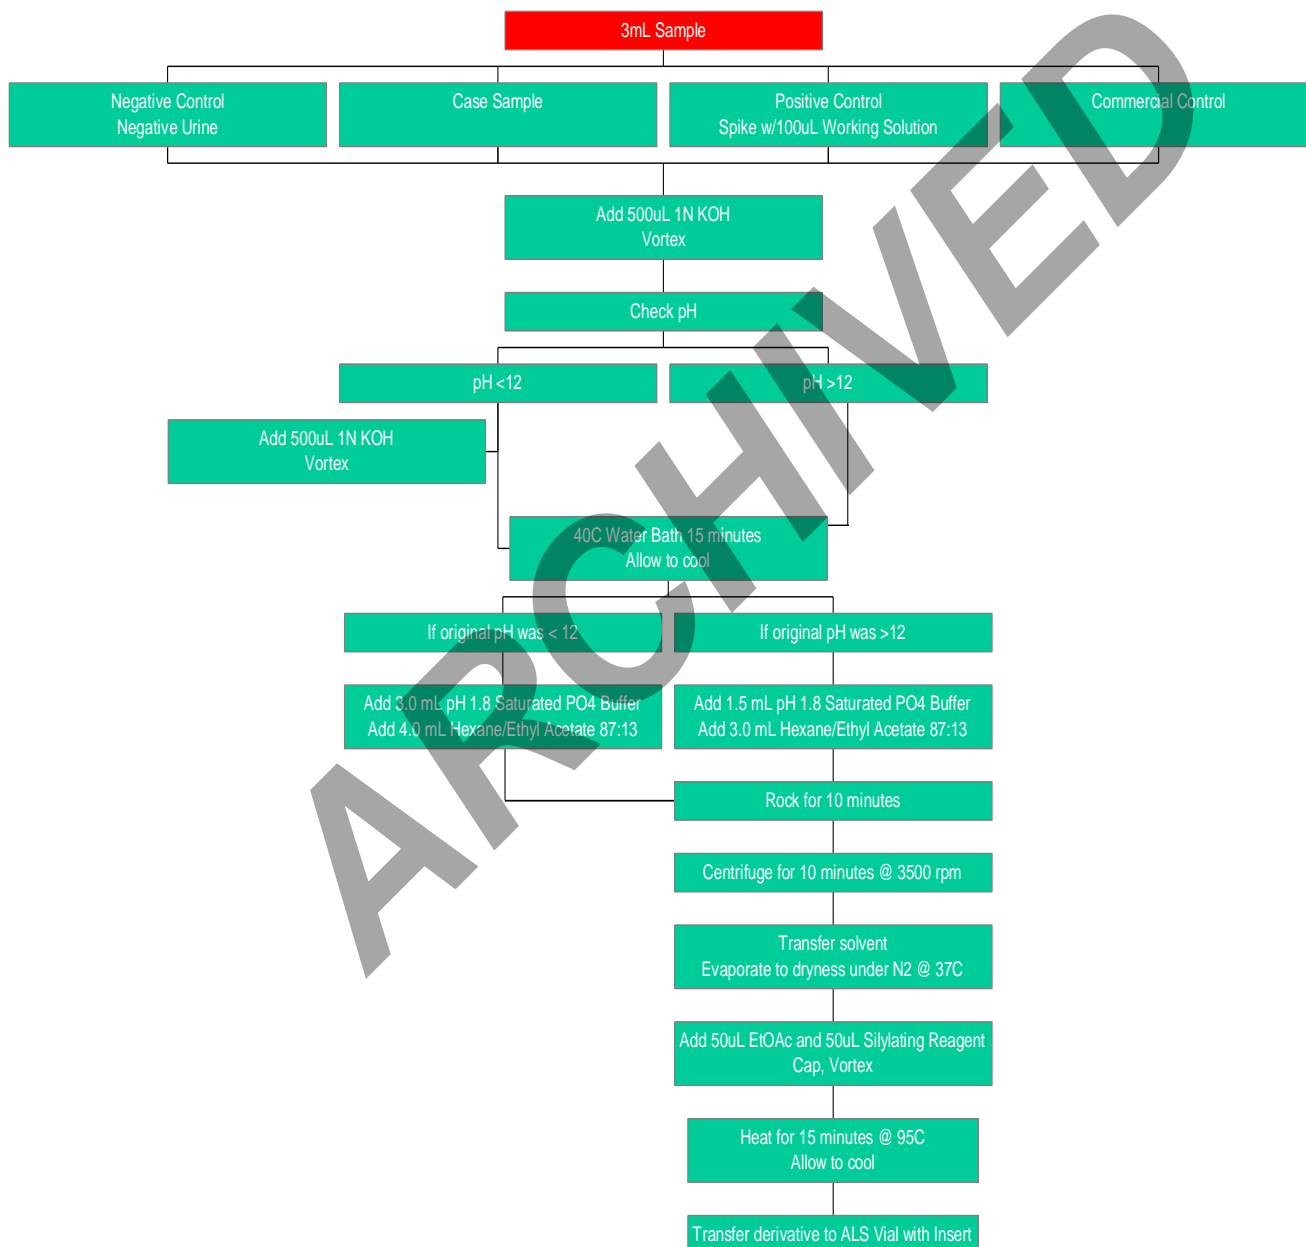 3mL Sample
Negative Control
Negative Urine
Case Sample
Positive Control
Spike w/100uL Working Solution
Commercial Control
Add 500uL 1N KOH
Vortex
Check pH
pH <12
pH >12
Add 500uL 1N KOH
Vortex
40C Water Bath 15 minutes
Allow to cool
If original pH was < 12
If original pH was >12
Add 3.0 mL pH 1.8 Saturated PO4 Buffer
Add 4.0 mL Hexane/Ethyl Acetate 87:13
Add 1.5 mL pH 1.8 Saturated PO4 Buffer
Add 3.0 mL Hexane/Ethyl Acetate 87:13
Rock for 10 minutes
Centrifuge for 10 minutes @ 3500 rpm
Transfer solvent
Evaporate to dryness under N2 @ 37C
Add 50uL EtOAc and 50uL Silylating Reagent
Cap, Vortex
Heat for 15 minutes @ 95C
Allow to cool
Transfer derivative to ALS Vial with Insert
ARCHIVED